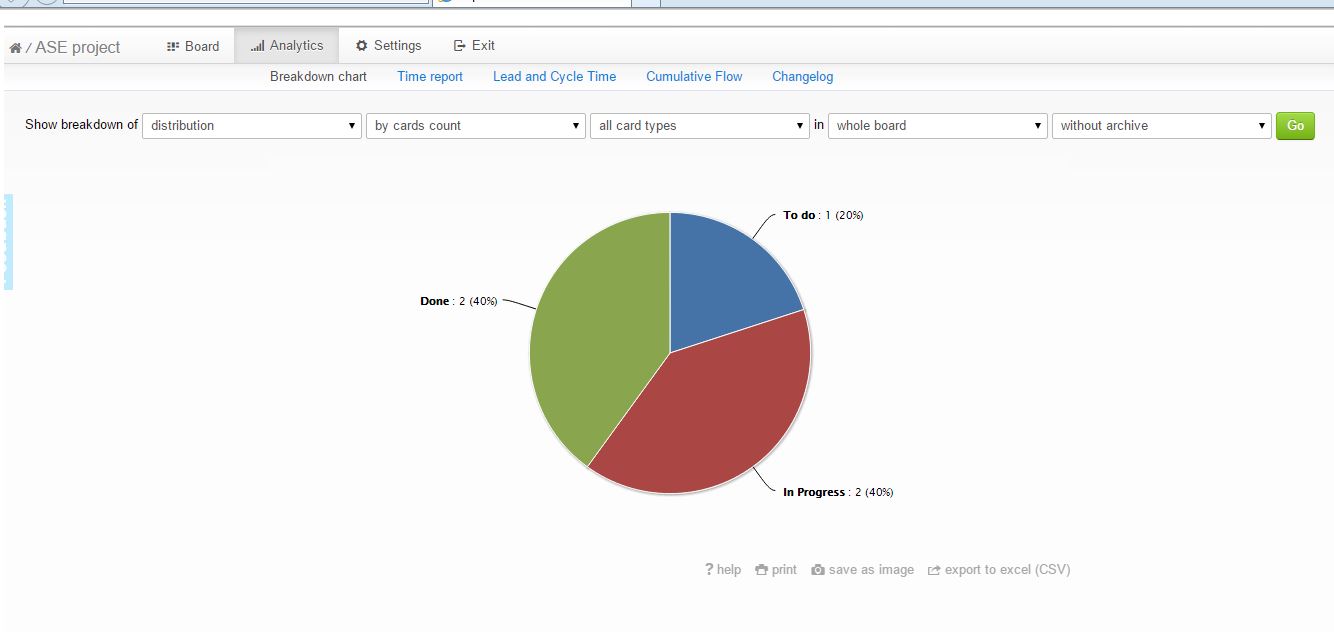 / ASE project Board Analytics Settings Exit
Breakdown chart Time report Lead and Cycle Time Cumulative Flow Changelog
Show breakdown of distribution by cards count all card types in whole board without archive Go
To do : 1 (20%)
Done : 2 (40%)
In Progress : 2 (40%)
? help print save as image export to excel (CSV)